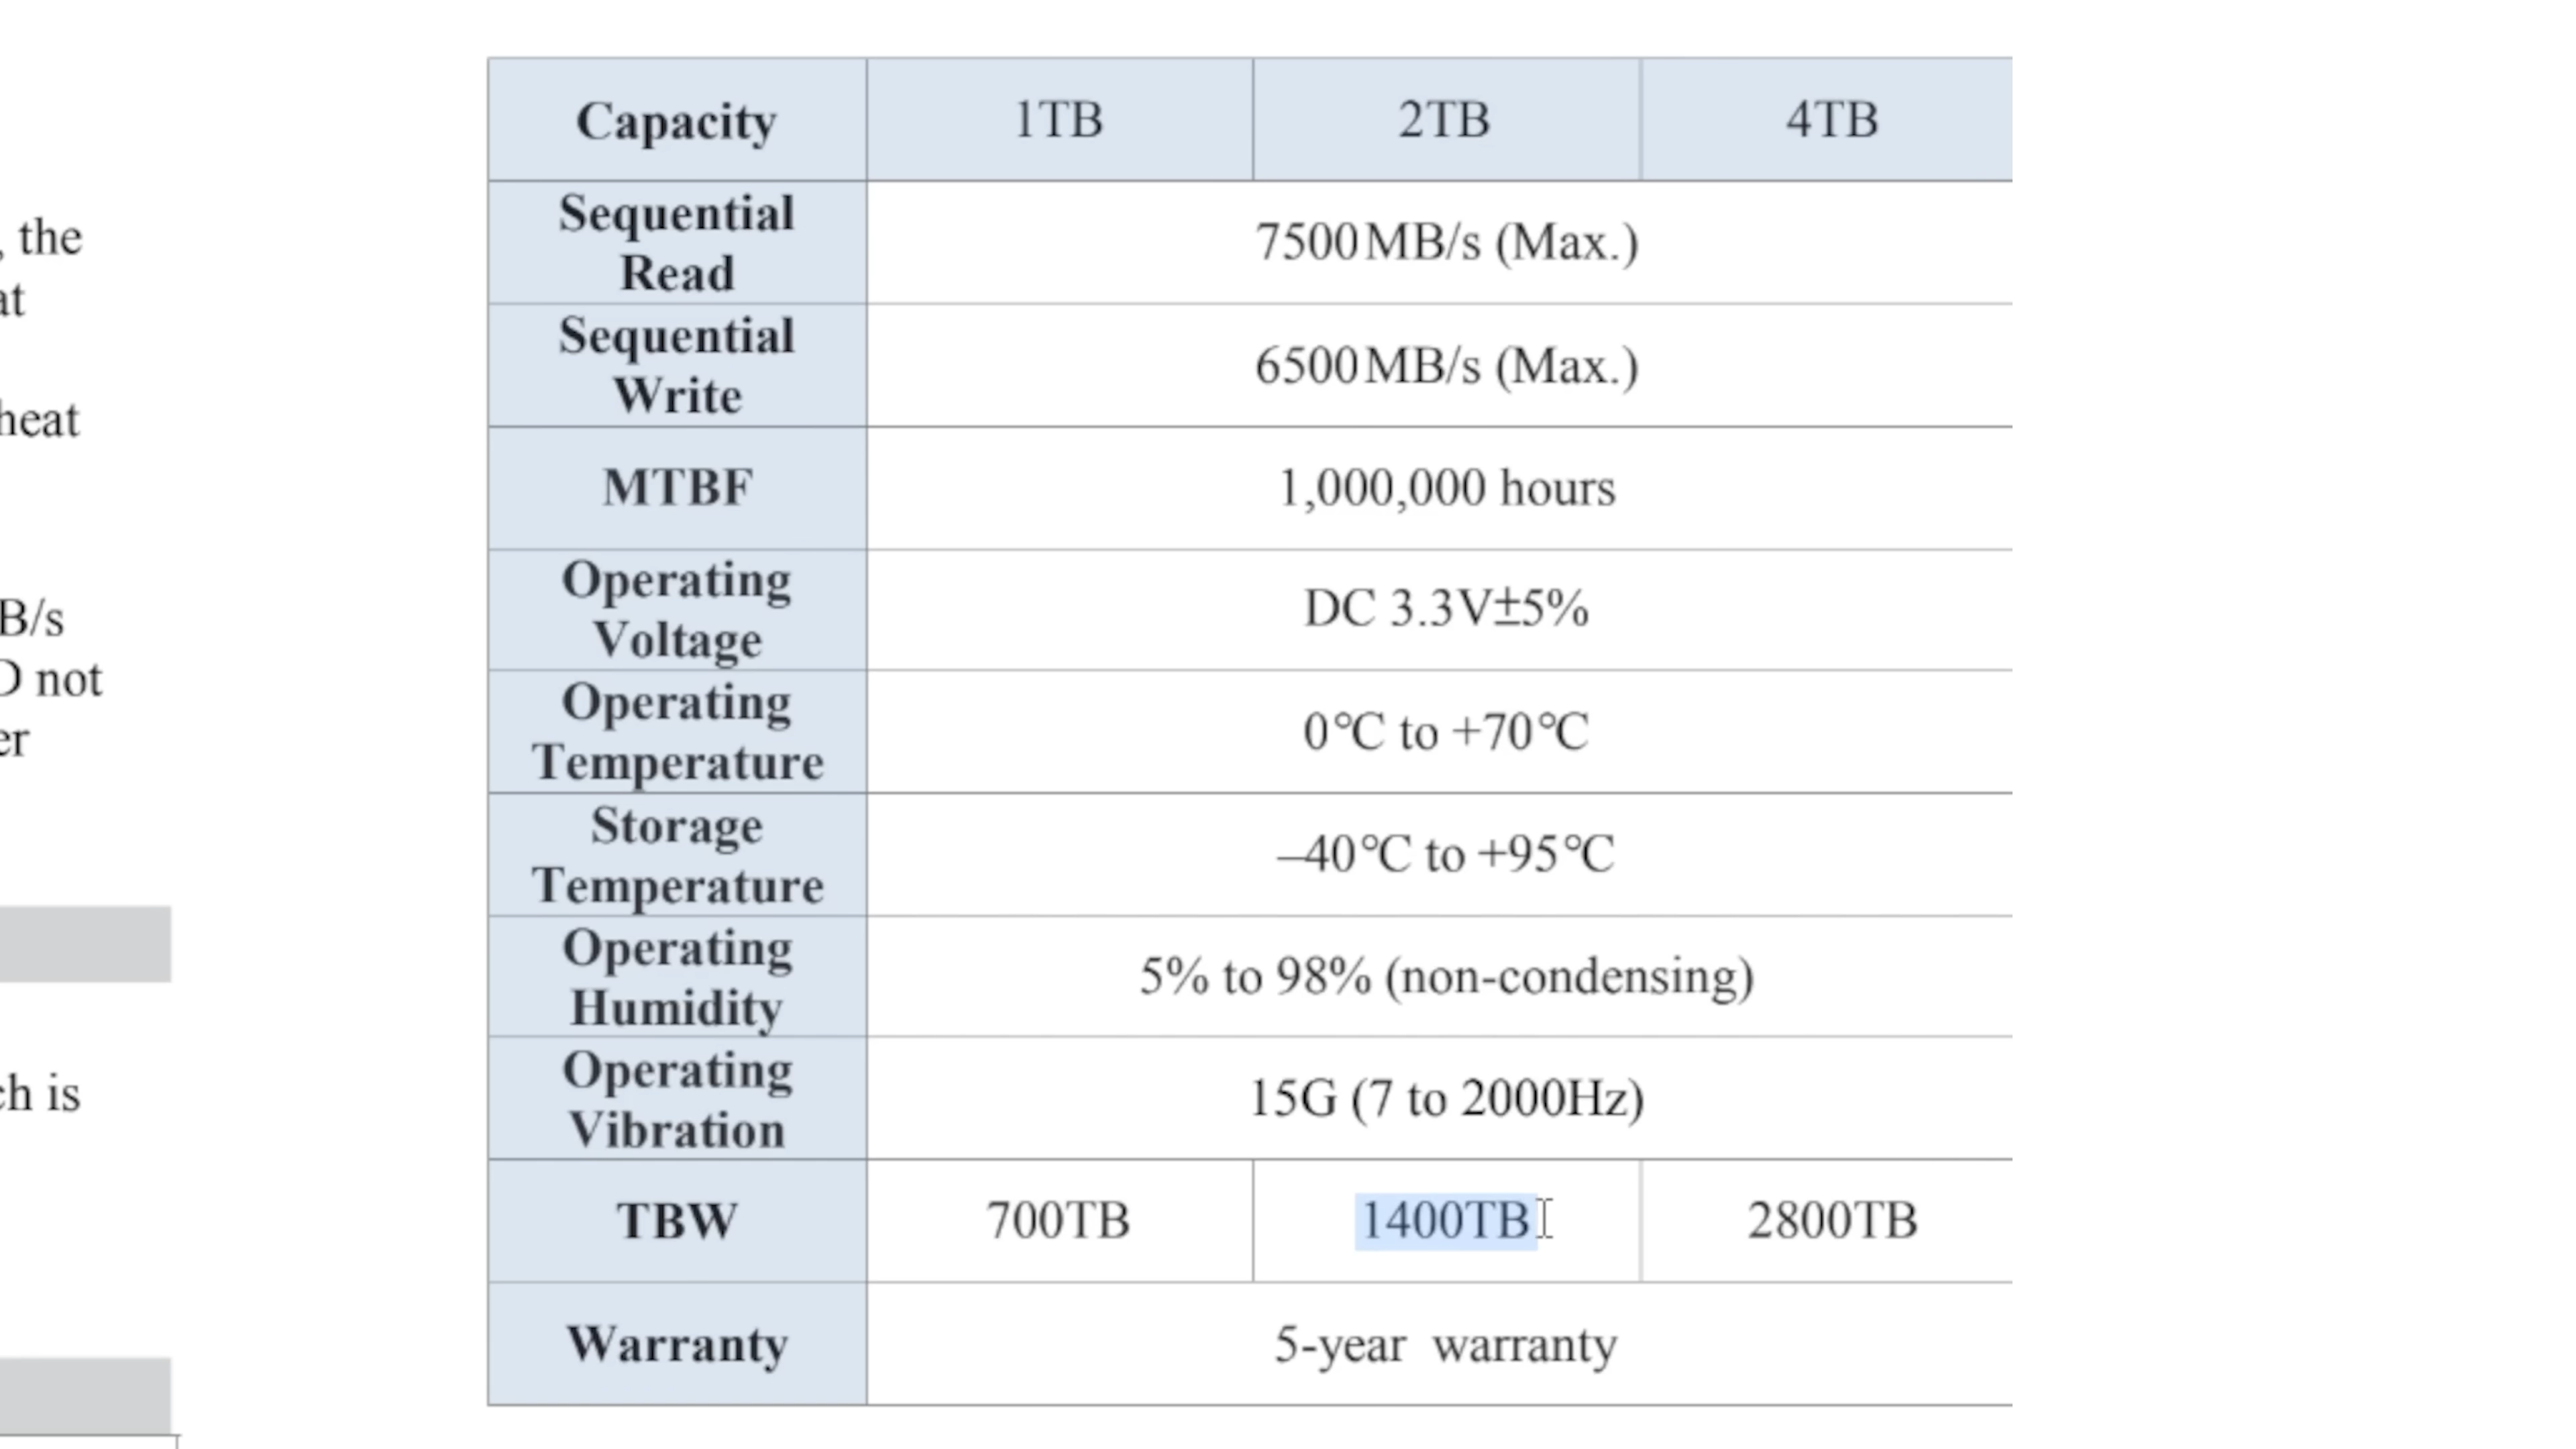 , the
at
heat
B/s
D not
er
ch is
Capacity 1TB 2TB 4TB
Sequential
Read
7500MB/s (Max.)
Sequential
Write
6500MB/s (Max.)
MTBF 1,000,000 hours
Operating
Voltage
DC 3.3V±5%
Operating
Temperature
0℃ to +70℃
Storage
Temperature
–40℃ to +95℃
Operating
Humidity
5% to 98% (non-condensing)
Operating
Vibration
15G (7 to 2000Hz)
TBW 700TB 1400TB 2800TB
Warranty 5-year warranty